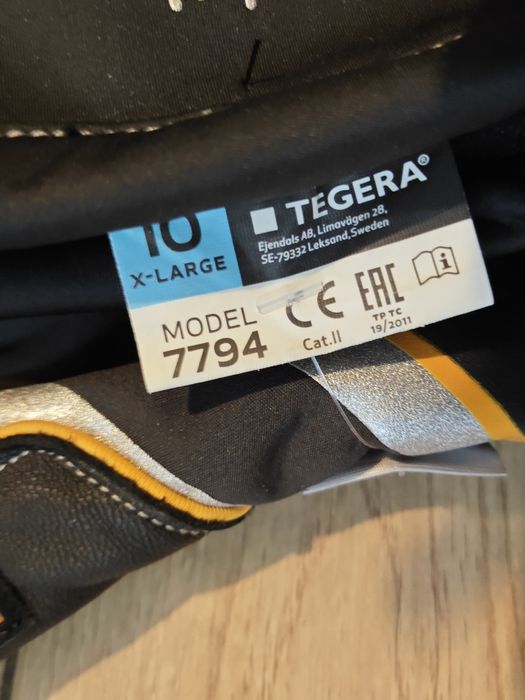 10
X-LARGE
TEGERA®
Ejendals AB, Limavägen 28,
SE-79332 Leksand, Sweden
MODEL
7794
CE
Cat.II
EAC
TP TC
19/2011
i